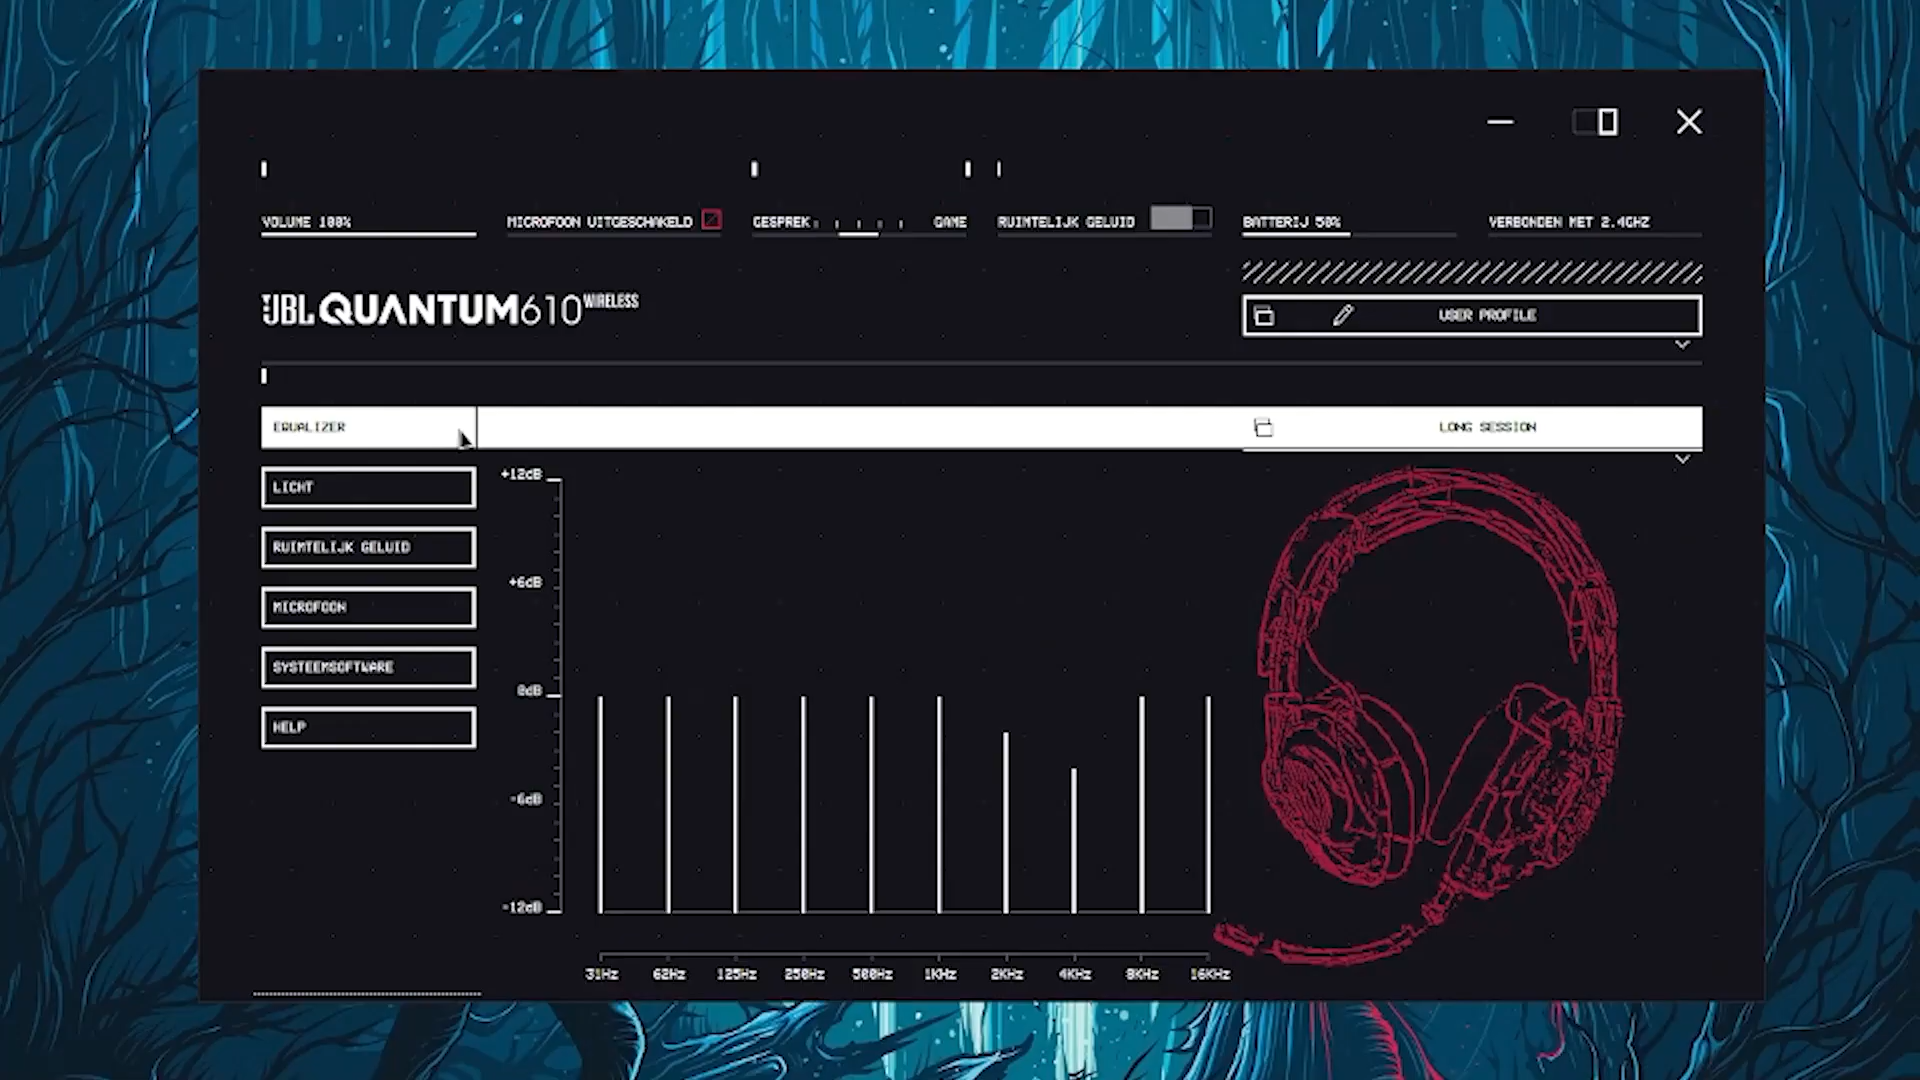 VOLUME 100%
MICROFOON UITGESCHAKELD
GESPREK
GAME
RUIMTELIJK GELUID
BATTERIJ 50%
VERBONDEN MET 2.4GHZ
JBL QUANTUM610 WIRELESS
USER PROFILE
EQUALIZER
LONG SESSION
LICHT
RUIMTELIJK GELUID
MICROFOON
SYSTEEMSOFTWARE
HELP
+12dB
+6dB
0dB
-6dB
-12dB
31Hz 62Hz 125Hz 250Hz 500Hz 1KHz 2KHz 4KHz 8KHz 16KHz